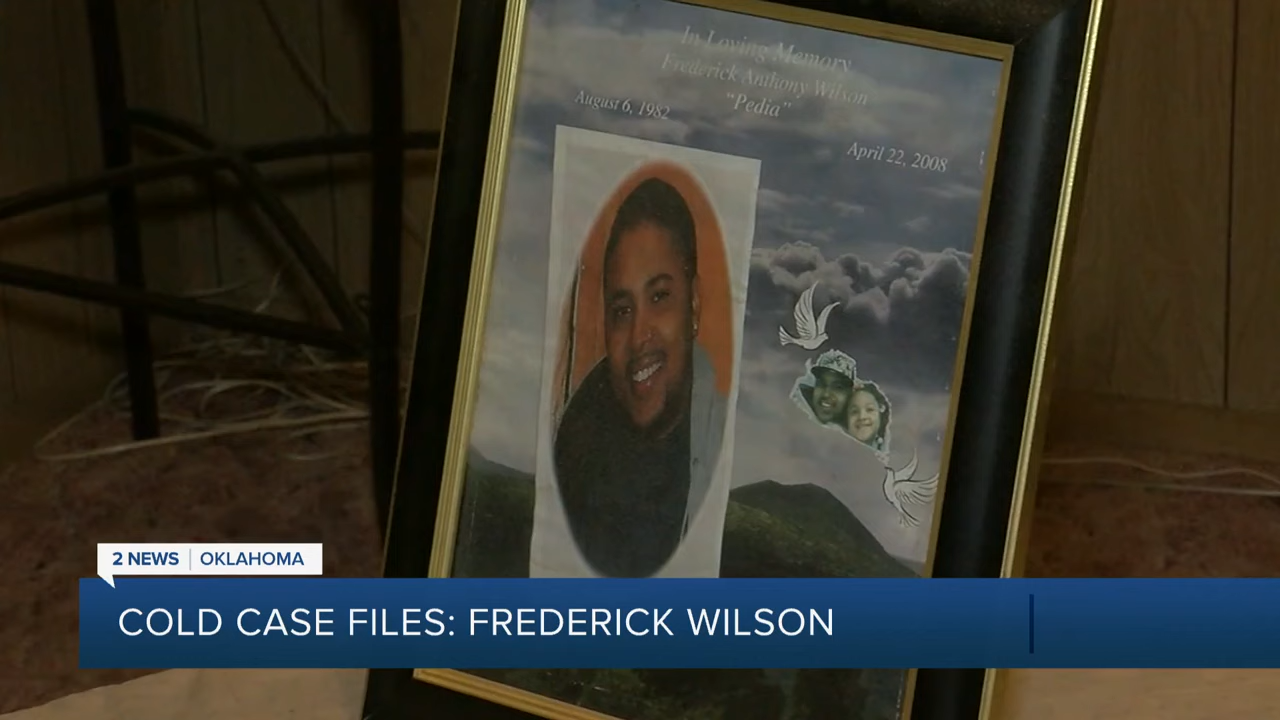 In Loving Memory
Frederick Anthony Wilson
"Pedia"
August 6, 1982
April 22, 2008
2 NEWS | OKLAHOMA
COLD CASE FILES: FREDERICK WILSON